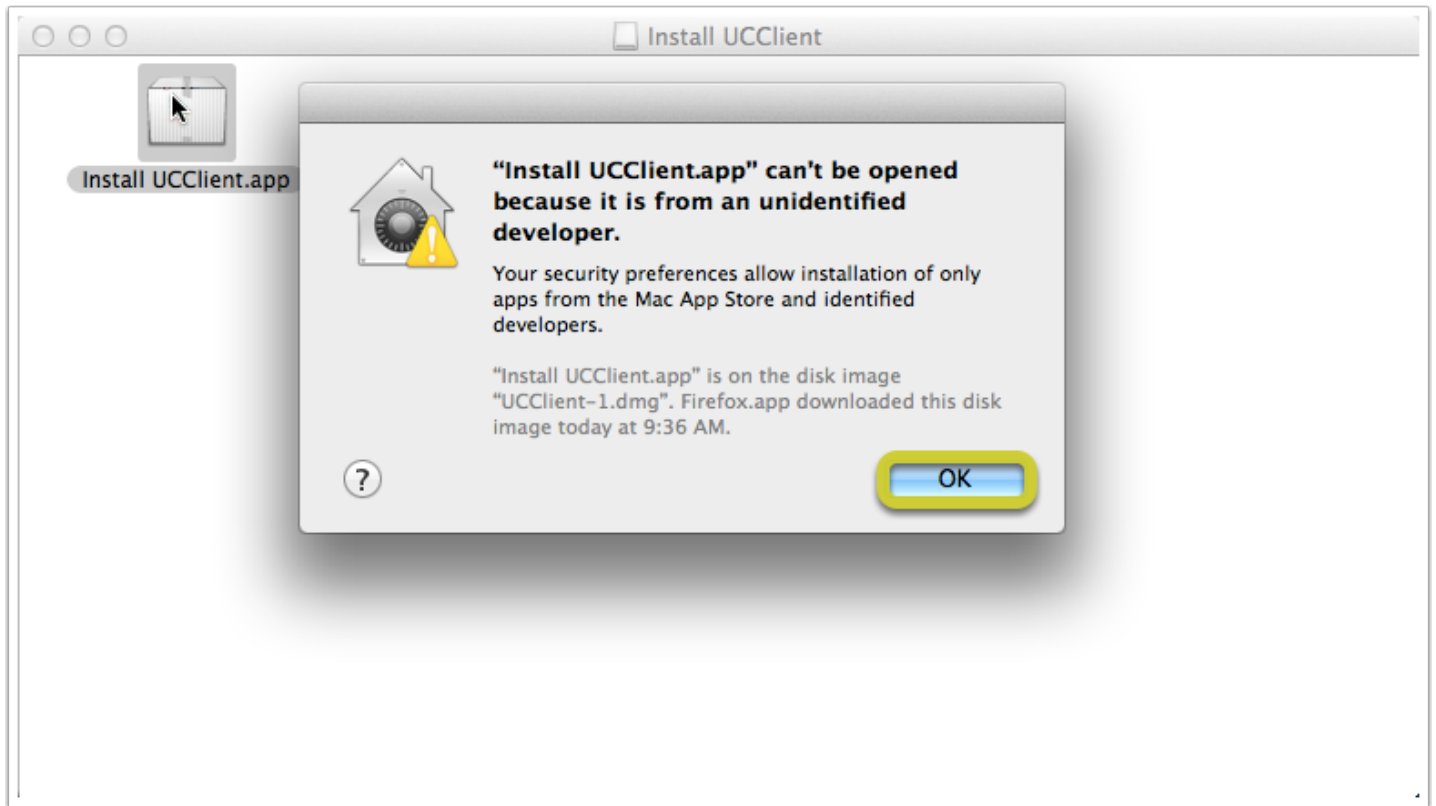 Install UCClient
Install UCClient.app
“Install UCClient.app” can't be opened
because it is from an unidentified
developer.
Your security preferences allow installation of only
apps from the Mac App Store and identified
developers.
“Install UCClient.app” is on the disk image
“UCClient-1.dmg”. Firefox.app downloaded this disk
image today at 9:36 AM.
?
OK